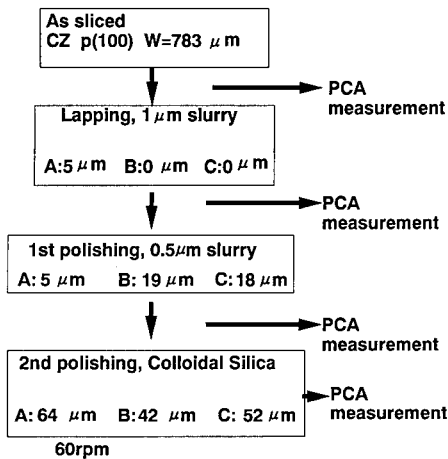 As sliced
CZ p(100) W=783 μm
PCA
measurement
Lapping, 1μm slurry
A:5 μm B:0 μm C:0 μm
PCA
measurement
1st polishing, 0.5μm slurry
A: 5 μm B: 19 μm C: 18 μm
PCA
measurement
2nd polishing, Colloidal Silica
A: 64 μm B:42 μm C: 52 μm
PCA
measurement
60rpm